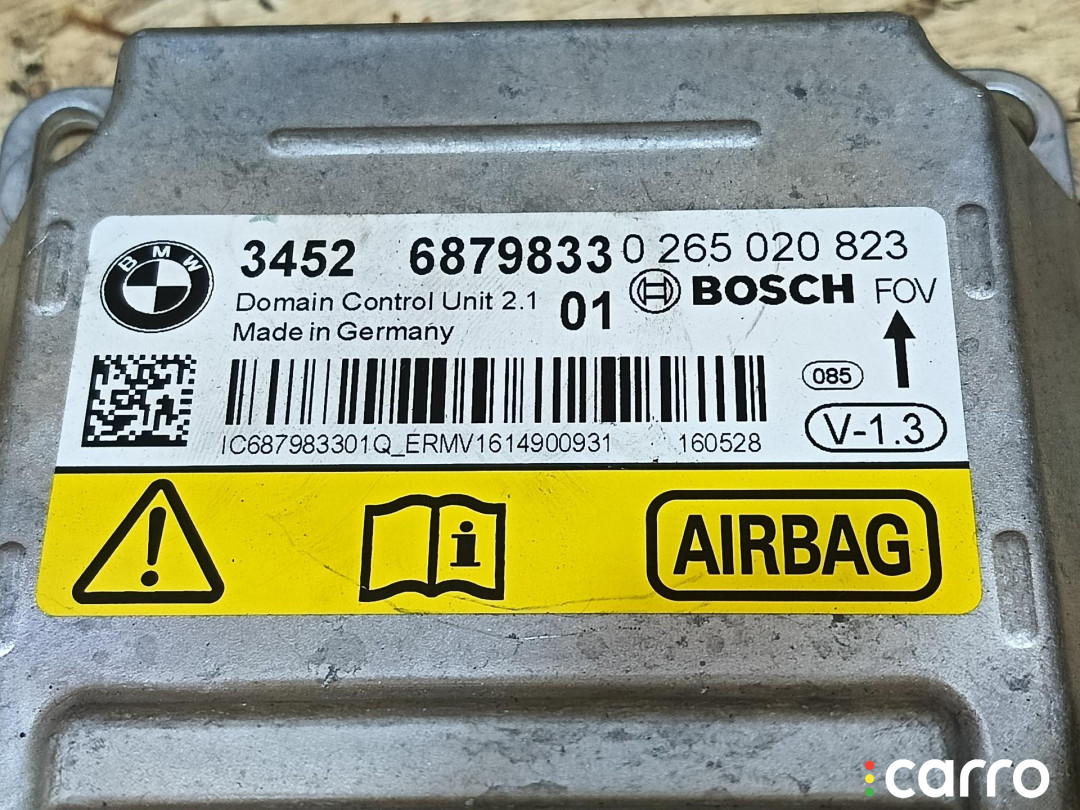 BMW
3452 6879833
Domain Control Unit 2.1 01
Made in Germany
0 265 020 823
BOSCH FOV
085
V-1.3
IC687983301Q_ERMV1614900931 160528
i
AIRBAG
carro